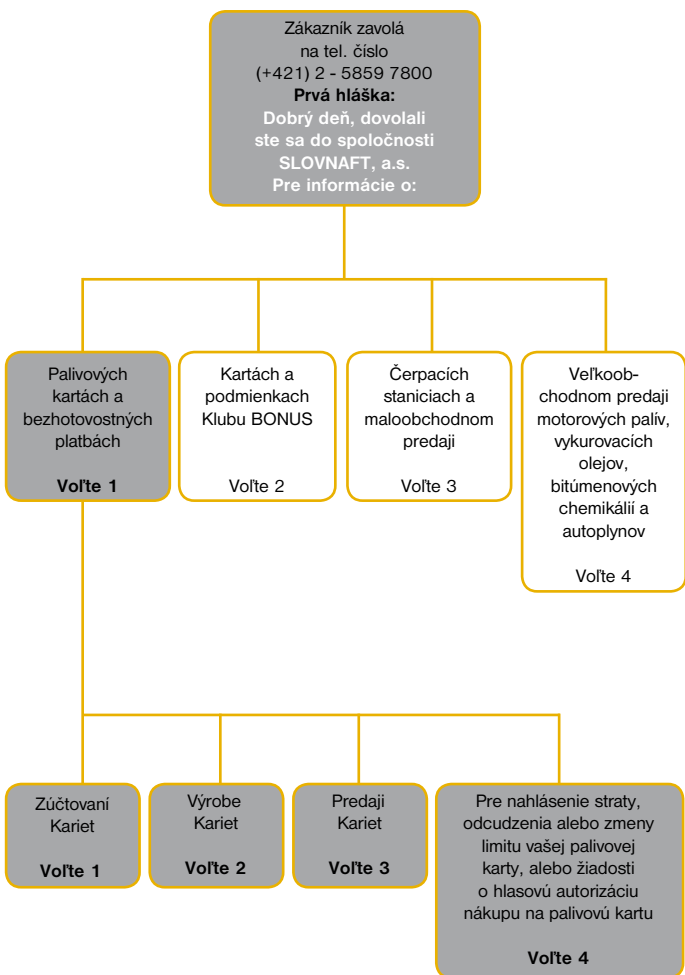 Zákazník zavolá
na tel. číslo
(+421) 2 - 5859 7800
Prvá hláška:
Dobrý deň, dovolali
ste sa do spoločnosti
SLOVNAFT, a.s.
Pre informácie o:
Palivových
kartách a
bezhotovostných
platbách
Voľte 1
Kartách a
podmienkach
Klubu BONUS
Voľte 2
Čerpacích
staniciach a
maloobchodnom
predaji
Voľte 3
Veľkoob-
chodnom predaji
motorových palív,
vykurovacích
olejov,
bitúmenových
chemikálií a
autoplynov
Voľte 4
Zúčtovaní
Kariet
Voľte 1
Výrobe
Kariet
Voľte 2
Predaji
Kariet
Voľte 3
Pre nahlásenie straty,
odcudzenia alebo zmeny
limitu vašej palivovej
karty, alebo žiadosti
o hlasovú autorizáciu
nákupu na palivovú kartu
Voľte 4